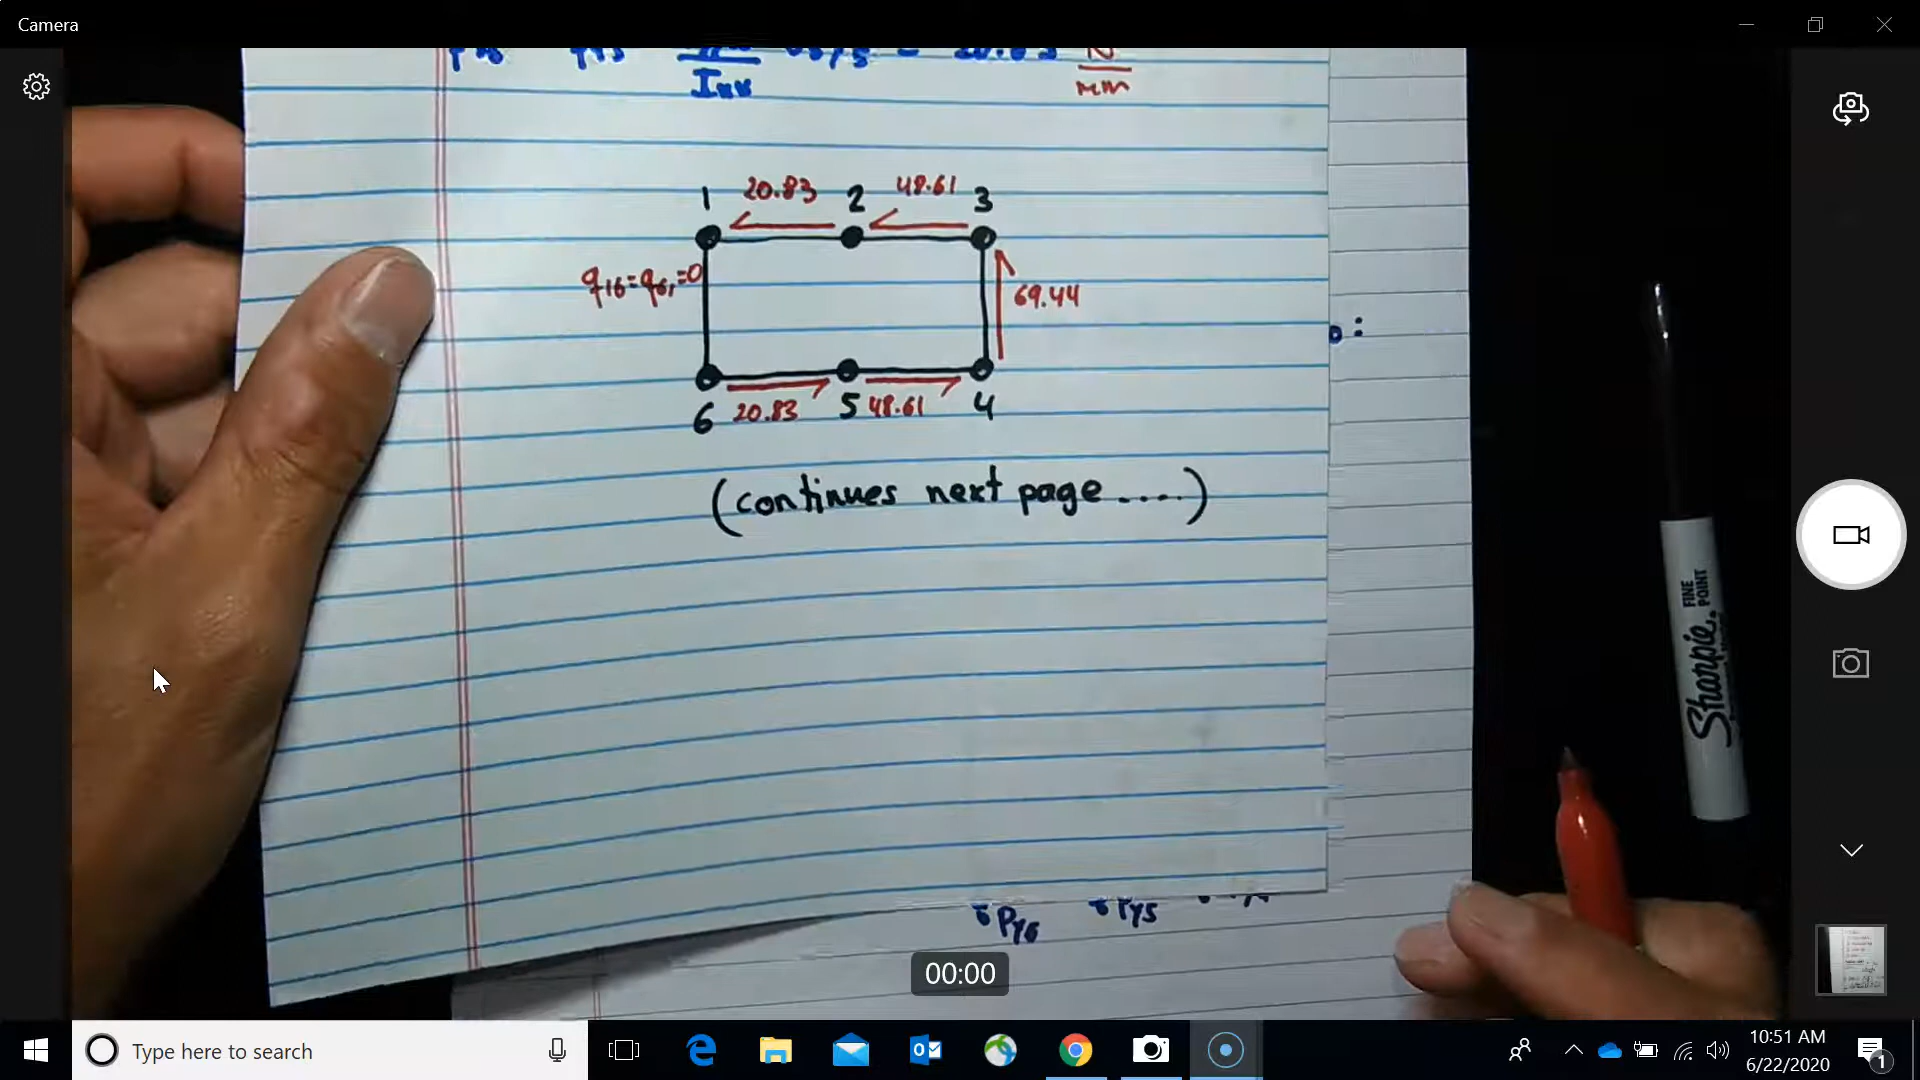 Camera
Ixx
N
mm
1 20.83 2 48.61 3
q16=q61=0
69.44
6 20.83 5 48.61 4
(continues next page ....)
Sharpie.
FINE POINT
00:00
Type here to search
10:51 AM
6/22/2020
1